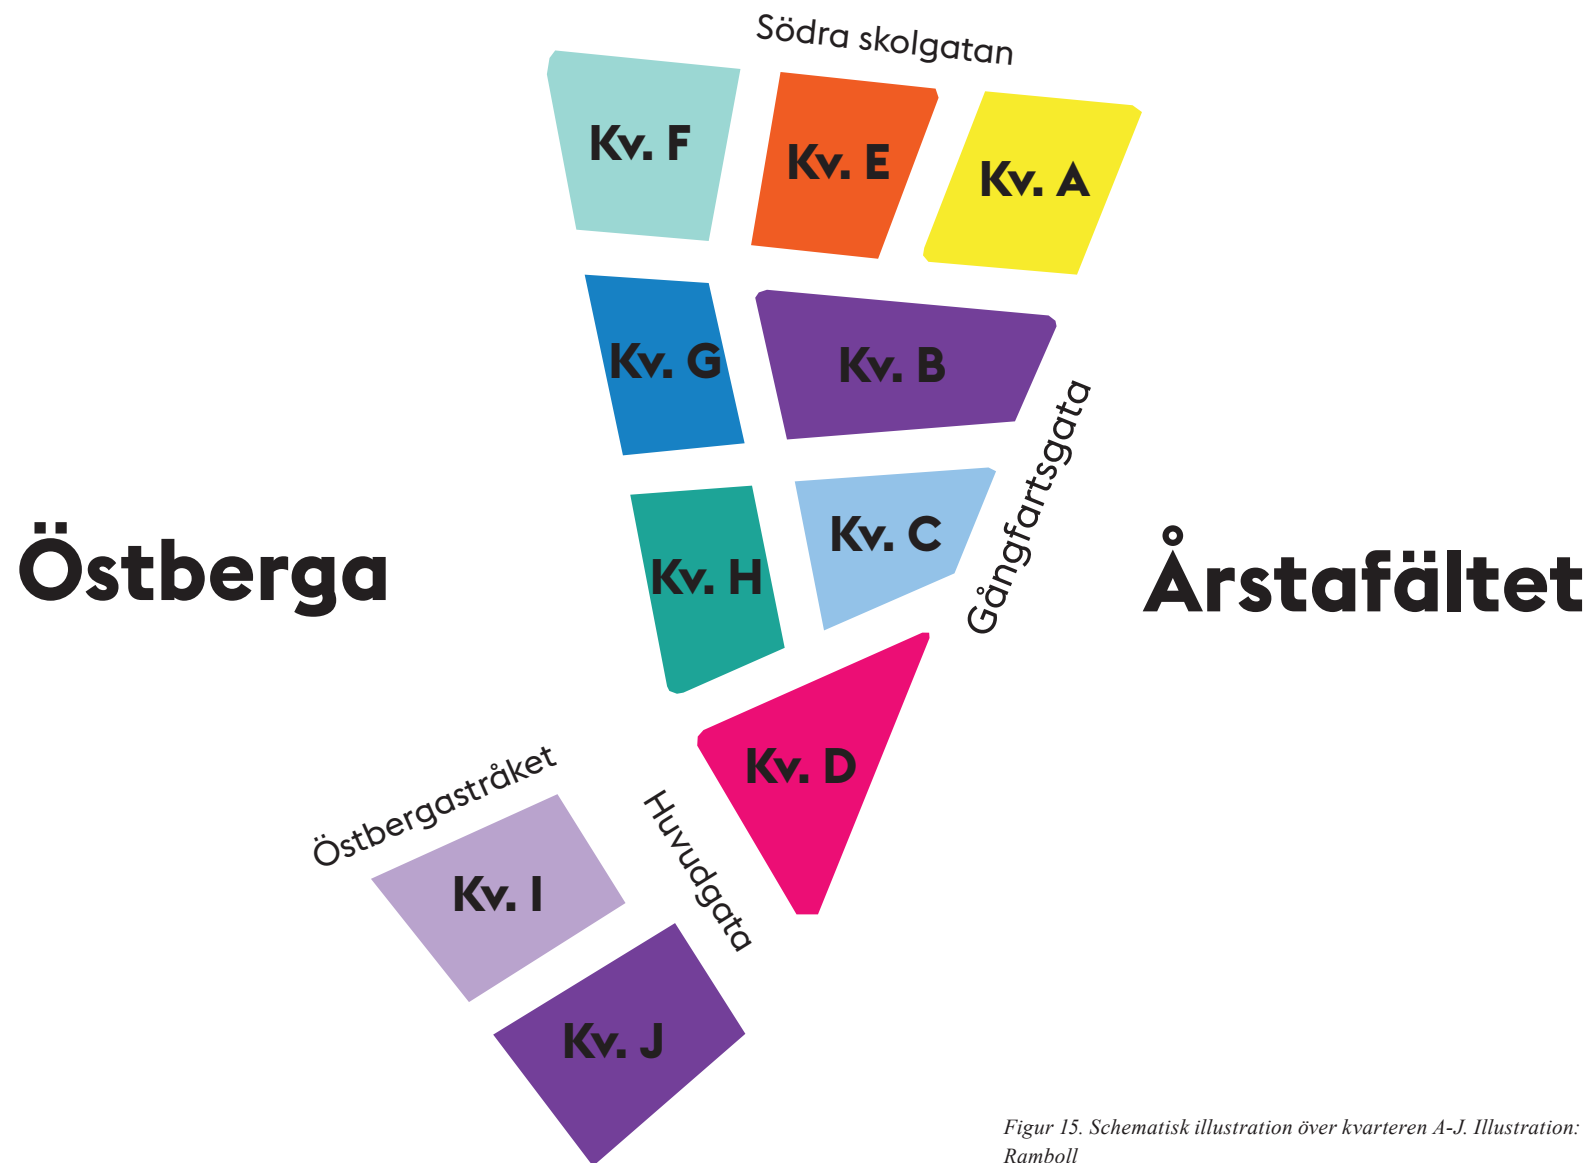 Södra skolgatan
Kv. F
Kv. E
Kv. A
Kv. G
Kv. B
Gångfartsgata
Kv. C
Kv. H
Östberga
Årstafältet
Kv. D
Östbergastråket
Huvudgata
Kv. I
Kv. J
Figur 15. Schematisk illustration över kvarteren A-J. Illustration:
Ramboll